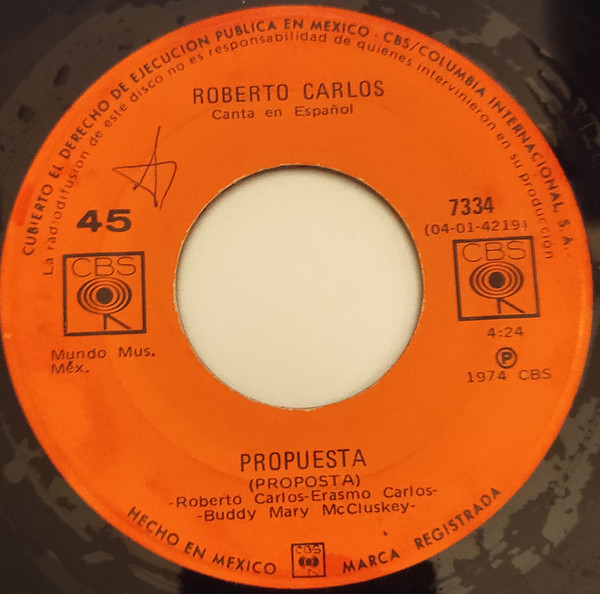 CUBIERTO EL DERECHO DE EJECUCION PUBLICA EN MEXICO - CBS/COLUMBIA INTERNACIONAL, S. A.
La radiodifusion de este disco no es responsabilidad de quienes intervinieron en su producción
ROBERTO CARLOS
Canta en Español
45
7334
(04-01-4219)
CBS
CBS
4:24
Mundo Mus.
Méx.
P
1974 CBS
PROPUESTA
(PROPOSTA)
-Roberto Carlos-Erasmo Carlos-
-Buddy Mary McCluskey-
HECHO EN MEXICO CBS MARCA REGISTRADA